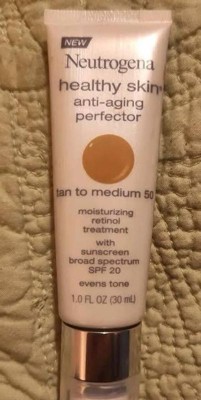 NEW
Neutrogena
healthy skin
anti-aging
perfector
tan to medium 50
moisturizing
retinol
treatment
with
sunscreen
broad spectrum
SPF 20
evens tone
1.0 FL OZ (30 mL)